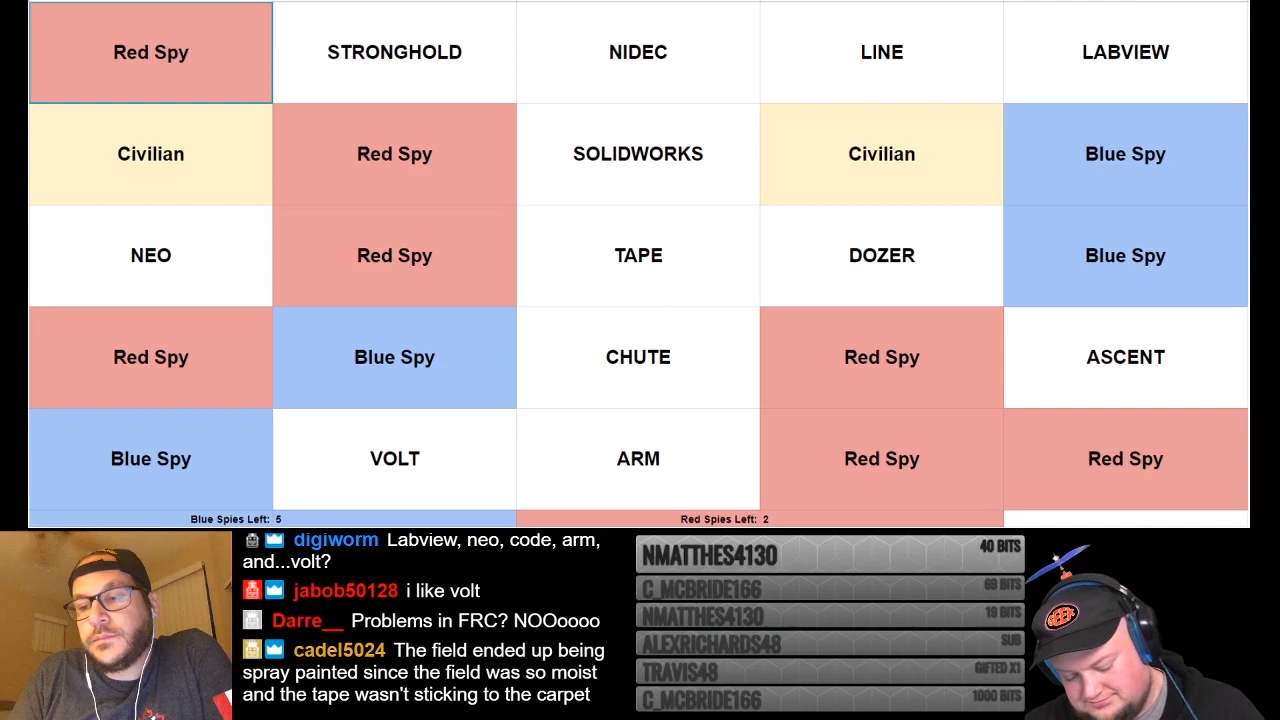 Red Spy STRONGHOLD NIDEC LINE LABVIEW
Civilian Red Spy SOLIDWORKS Civilian Blue Spy
NEO Red Spy TAPE DOZER Blue Spy
Red Spy Blue Spy CHUTE Red Spy ASCENT
Blue Spy VOLT ARM Red Spy Red Spy
Blue Spies Left: 5 Red Spies Left: 2
digiworm Labview, neo, code, arm,
and...volt?
jabob50128 i like volt
Darre__ Problems in FRC? NOOoooo
cadel5024 The field ended up being
spray painted since the field was so moist
and the tape wasn't sticking to the carpet
NMATTHES4130 40 BITS
C_MCBRIDE166 69 BITS
NMATTHES4130 19 BITS
ALEXRICHARDS48 SUB
TRAVIS48 GIFTED X1
C_MCBRIDE166 1000 BITS
GEEK